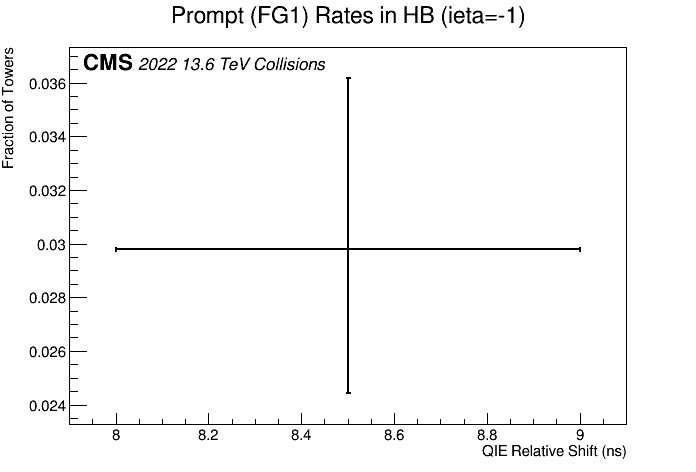 Prompt (FG1) Rates in HB (ieta=-1)
Fraction of Towers
CMS 2022 13.6 TeV Collisions
0.036
0.034
0.032
0.03
0.028
0.026
0.024
8 8.2 8.4 8.6 8.8 9
QIE Relative Shift (ns)